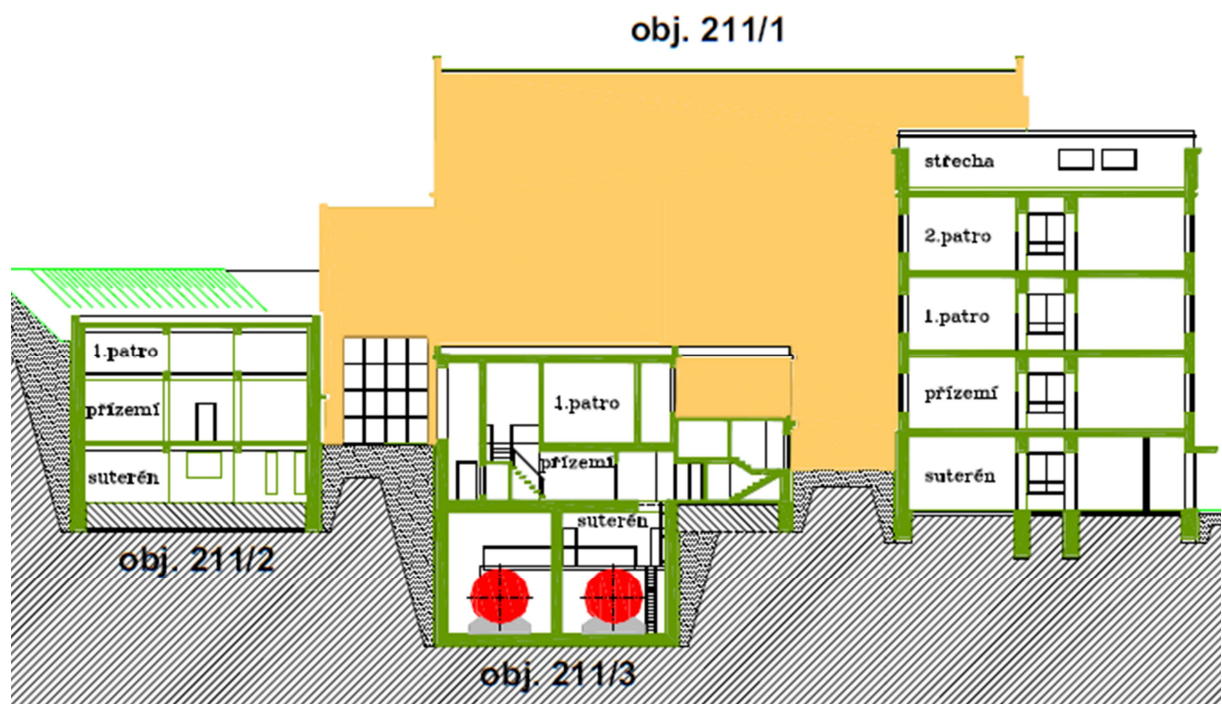 obj. 211/1
střecha
2.patro
1.patro
přízemí
suterén
1.patro
přízemí
suterén
obj. 211/2
1.patro
přízemí
suterén
obj. 211/3